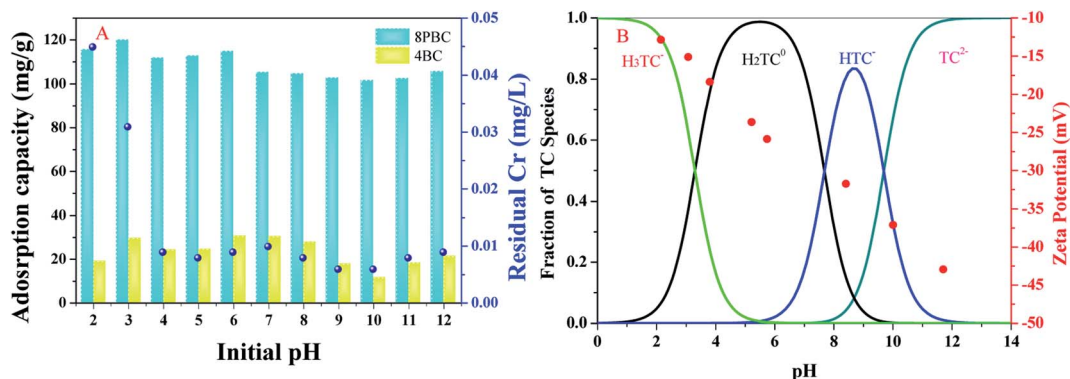 A
8PBC
4BC
Adosrption capacity (mg/g)
0
20
40
60
80
100
120
2 3 4 5 6 7 8 9 10 11 12
Initial pH
0.00
0.01
0.02
0.03
0.04
0.05
Residual Cr (mg/L)
B
H₃TC⁻
H₂TC⁰
HTC⁻
TC²⁻
Fraction of TC Species
0.0
0.2
0.4
0.6
0.8
1.0
0 2 4 6 8 10 12 14
pH
-10
-15
-20
-25
-30
-35
-40
-45
-50
Zeta Potential (mV)